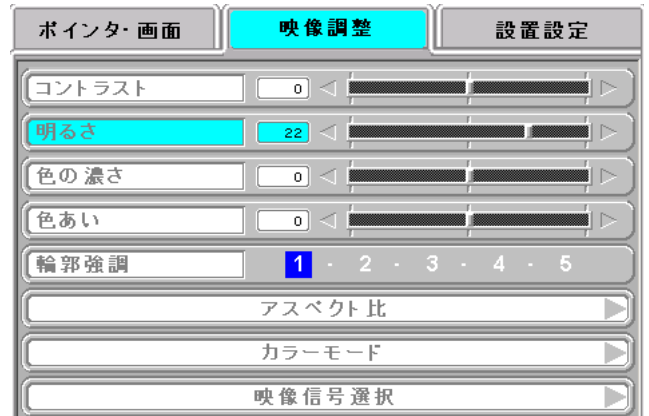 ポインタ・画面 映像調整 設置設定
コントラスト 0
明るさ 22
色の濃さ 0
色あい 0
輪郭強調 1 - 2 - 3 - 4 - 5
アスペクト比
カラーモード
映像信号選択